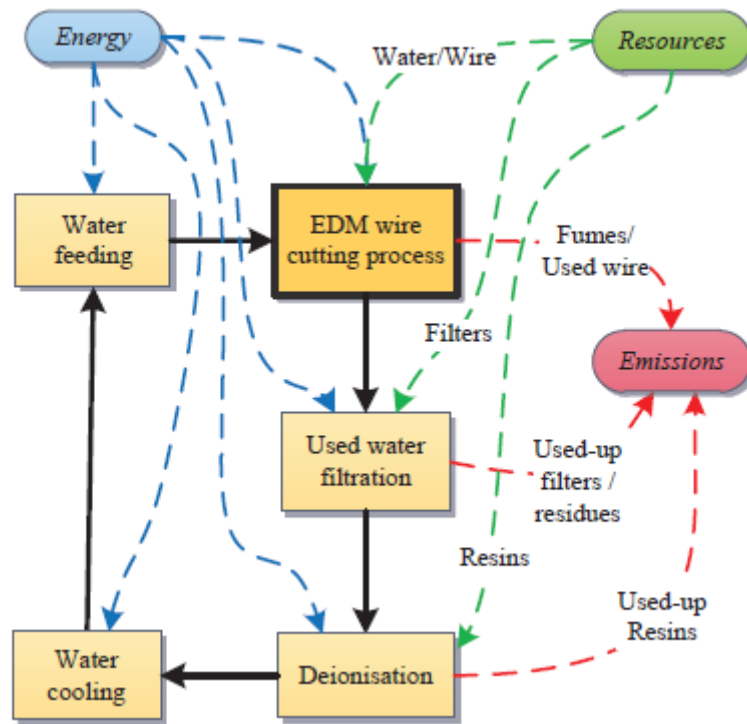 Energy
Resources
Water/Wire
Water
feeding
EDM wire
cutting process
Fumes/
Used wire
Filters
Emissions
Used water
filtration
Used-up
filters /
residues
Resins
Used-up
Resins
Water
cooling
Deionisation